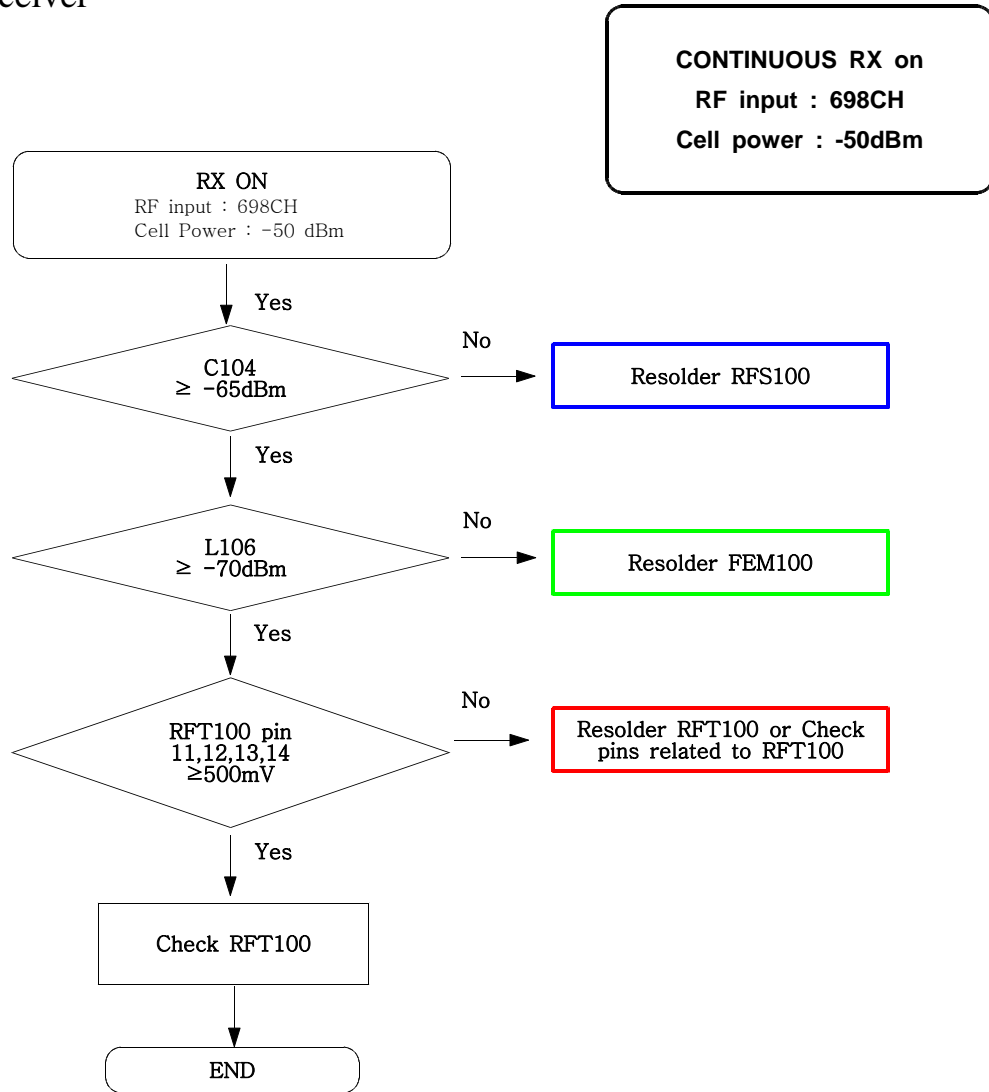 CONTINUOUS RX on
RF input : 698CH
Cell power : -50dBm
RX ON
RF input : 698CH
Cell Power : -50 dBm
Yes
C104
≥ -65dBm
No
Resolder RFS100
Yes
L106
≥ -70dBm
No
Resolder FEM100
Yes
RFT100 pin
11,12,13,14
≥500mV
No
Resolder RFT100 or Check
pins related to RFT100
Yes
Check RFT100
END